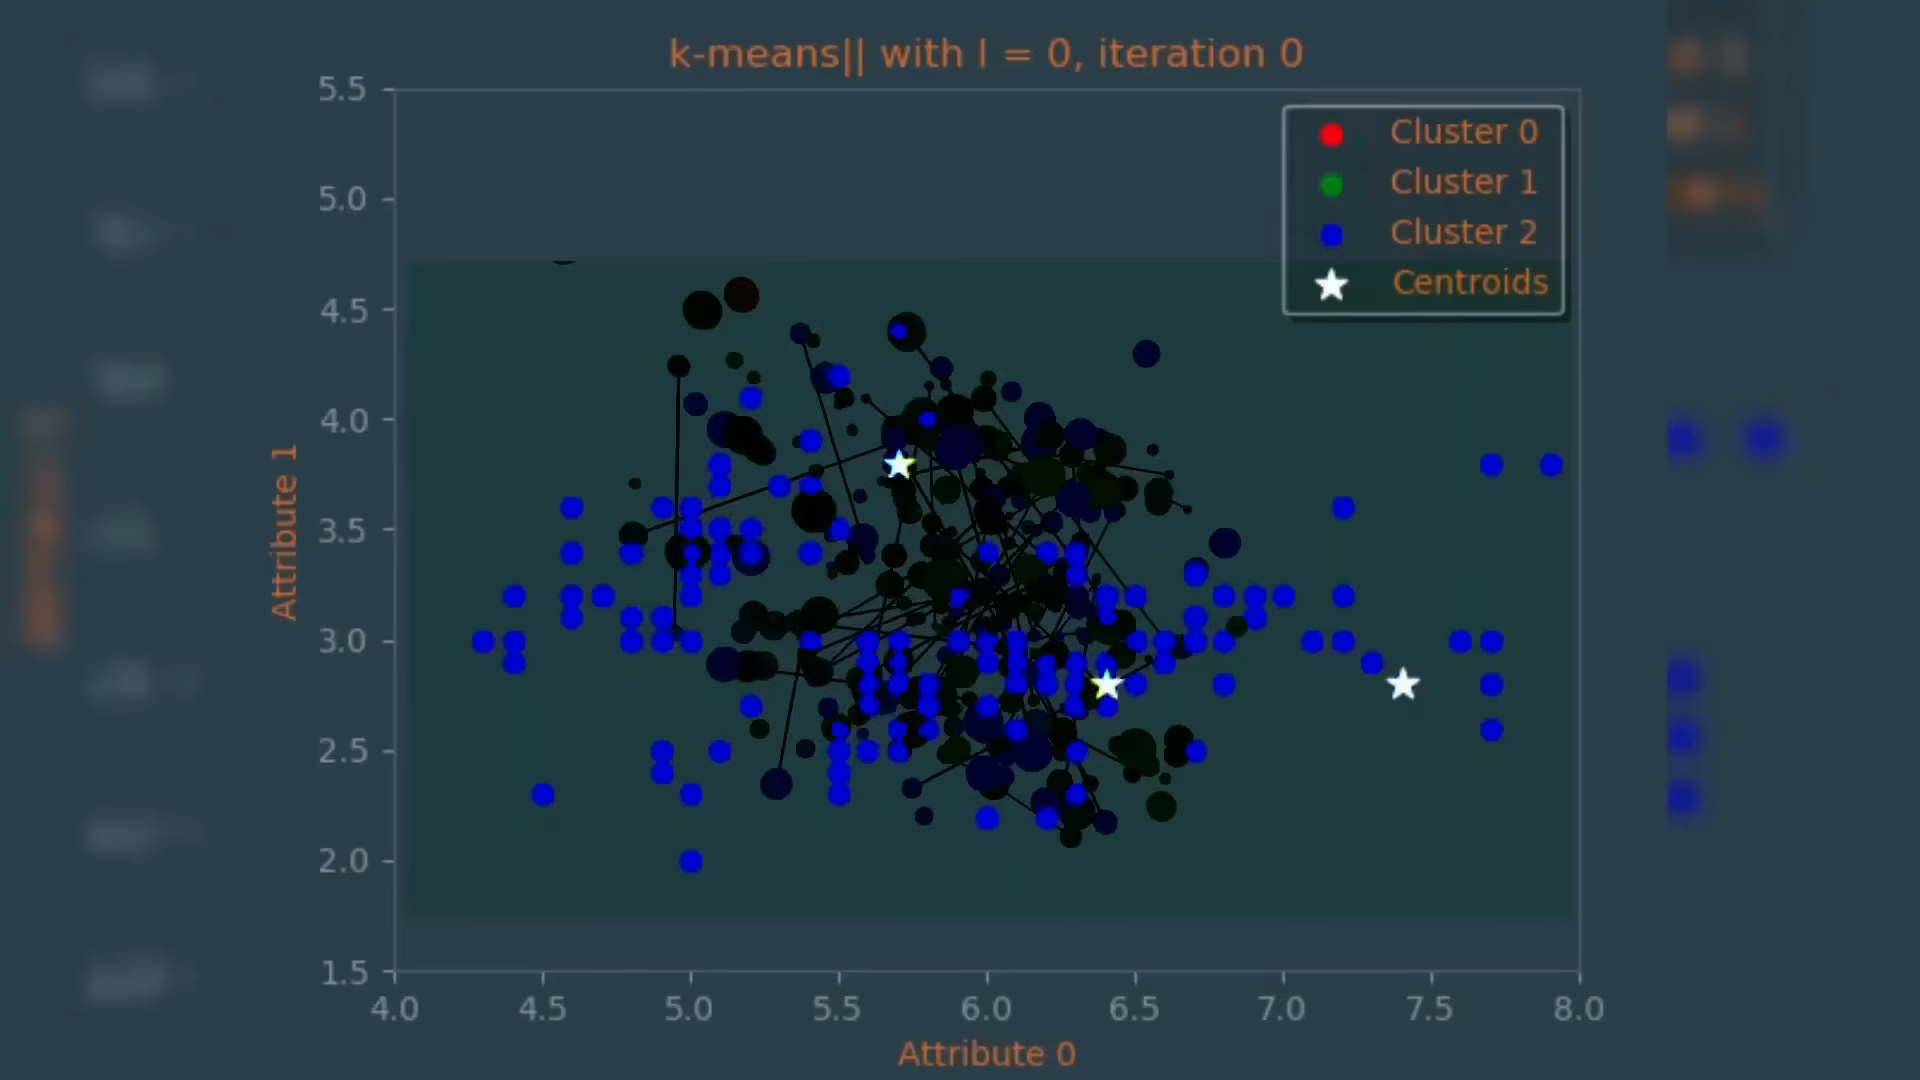 k-means|| with l = 0, iteration 0
5.5
5.0
4.5
4.0
3.5
3.0
2.5
2.0
1.5
Attribute 1
Cluster 0
Cluster 1
Cluster 2
Centroids
4.0 4.5 5.0 5.5 6.0 6.5 7.0 7.5 8.0
Attribute 0